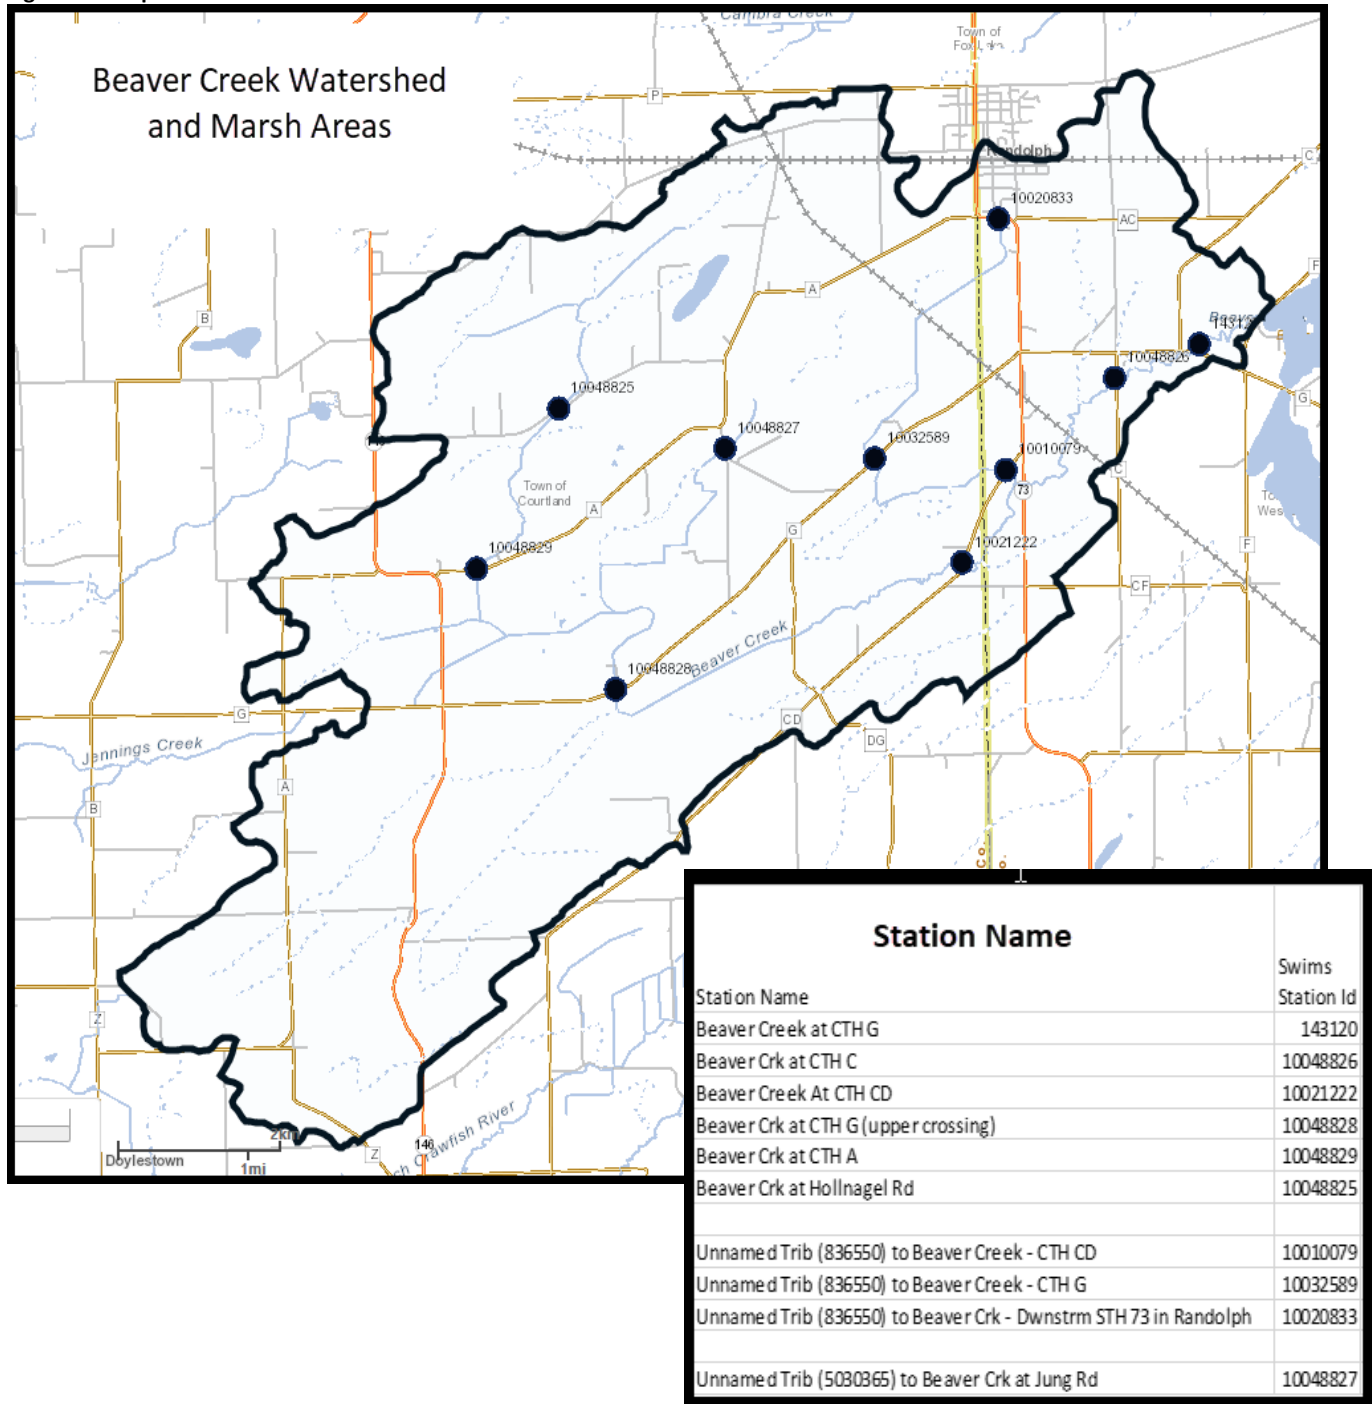 Beaver Creek Watershed
and Marsh Areas
Cambra Creek
Town of
P
Randolph
C
10020833
AC
F
A
B
Beaver
10048826
10048825
G
10048827
10032589
10010079
C
73
Town of
Courtland
A
G
10048829
10021222
F
CF
Beaver Creek
10048828
G
CD
DG
Jennings Creek
A
B
Co.
Z
Crawfish River
2km
146
Doylestown
1mi
Z
Station Name
Swims
Station Name Station Id
Beaver Creek at CTH G 143120
Beaver Crk at CTH C 10048826
Beaver Creek At CTH CD 10021222
Beaver Crk at CTH G (upper crossing) 10048828
Beaver Crk at CTH A 10048829
Beaver Crk at Hollnagel Rd 10048825
Unnamed Trib (836550) to Beaver Creek - CTH CD 10010079
Unnamed Trib (836550) to Beaver Creek - CTH G 10032589
Unnamed Trib (836550) to Beaver Crk - Dwnstrm STH 73 in Randolph 10020833
Unnamed Trib (5030365) to Beaver Crk at Jung Rd 10048827